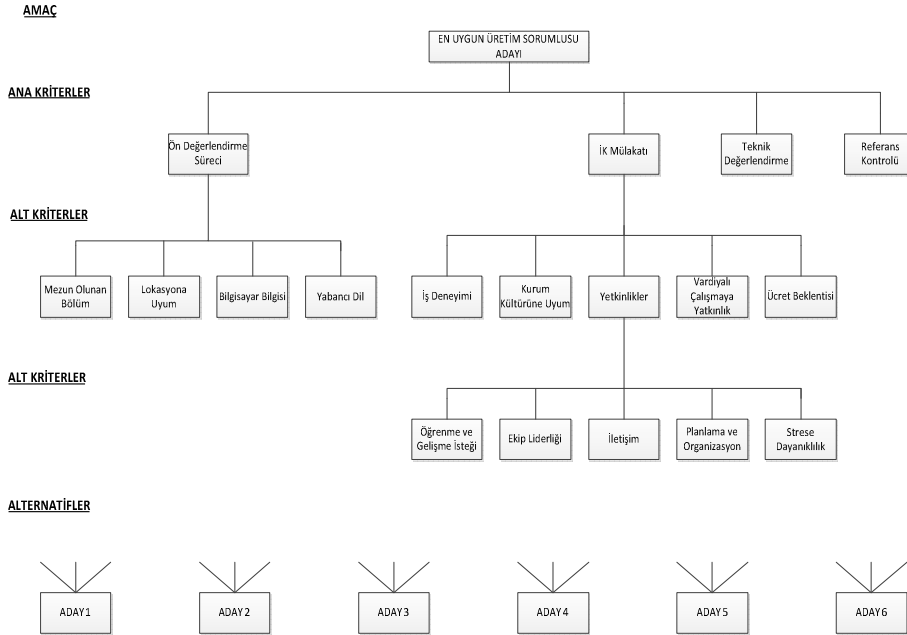 AMAÇ
EN UYGUN ÜRETİM SORUMLUSU
ADAYI
ANA KRİTERLER
Ön Değerlendirme
Süreci
İK Mülakatı
Teknik
Değerlendirme
Referans
Kontrolü
ALT KRİTERLER
Mezun Olunan
Bölüm
Lokasyona
Uyum
Bilgisayar Bilgisi
Yabancı Dil
İş Deneyimi
Kurum
Kültürüne Uyum
Yetkinlikler
Vardiyalı
Çalışmaya
Yatkınlık
Ücret Beklentisi
ALT KRİTERLER
Öğrenme ve
Gelişme İsteği
Ekip Liderliği
İletişim
Planlama ve
Organizasyon
Strese
Dayanıklılık
ALTERNATİFLER
ADAY 1
ADAY 2
ADAY 3
ADAY 4
ADAY 5
ADAY 6